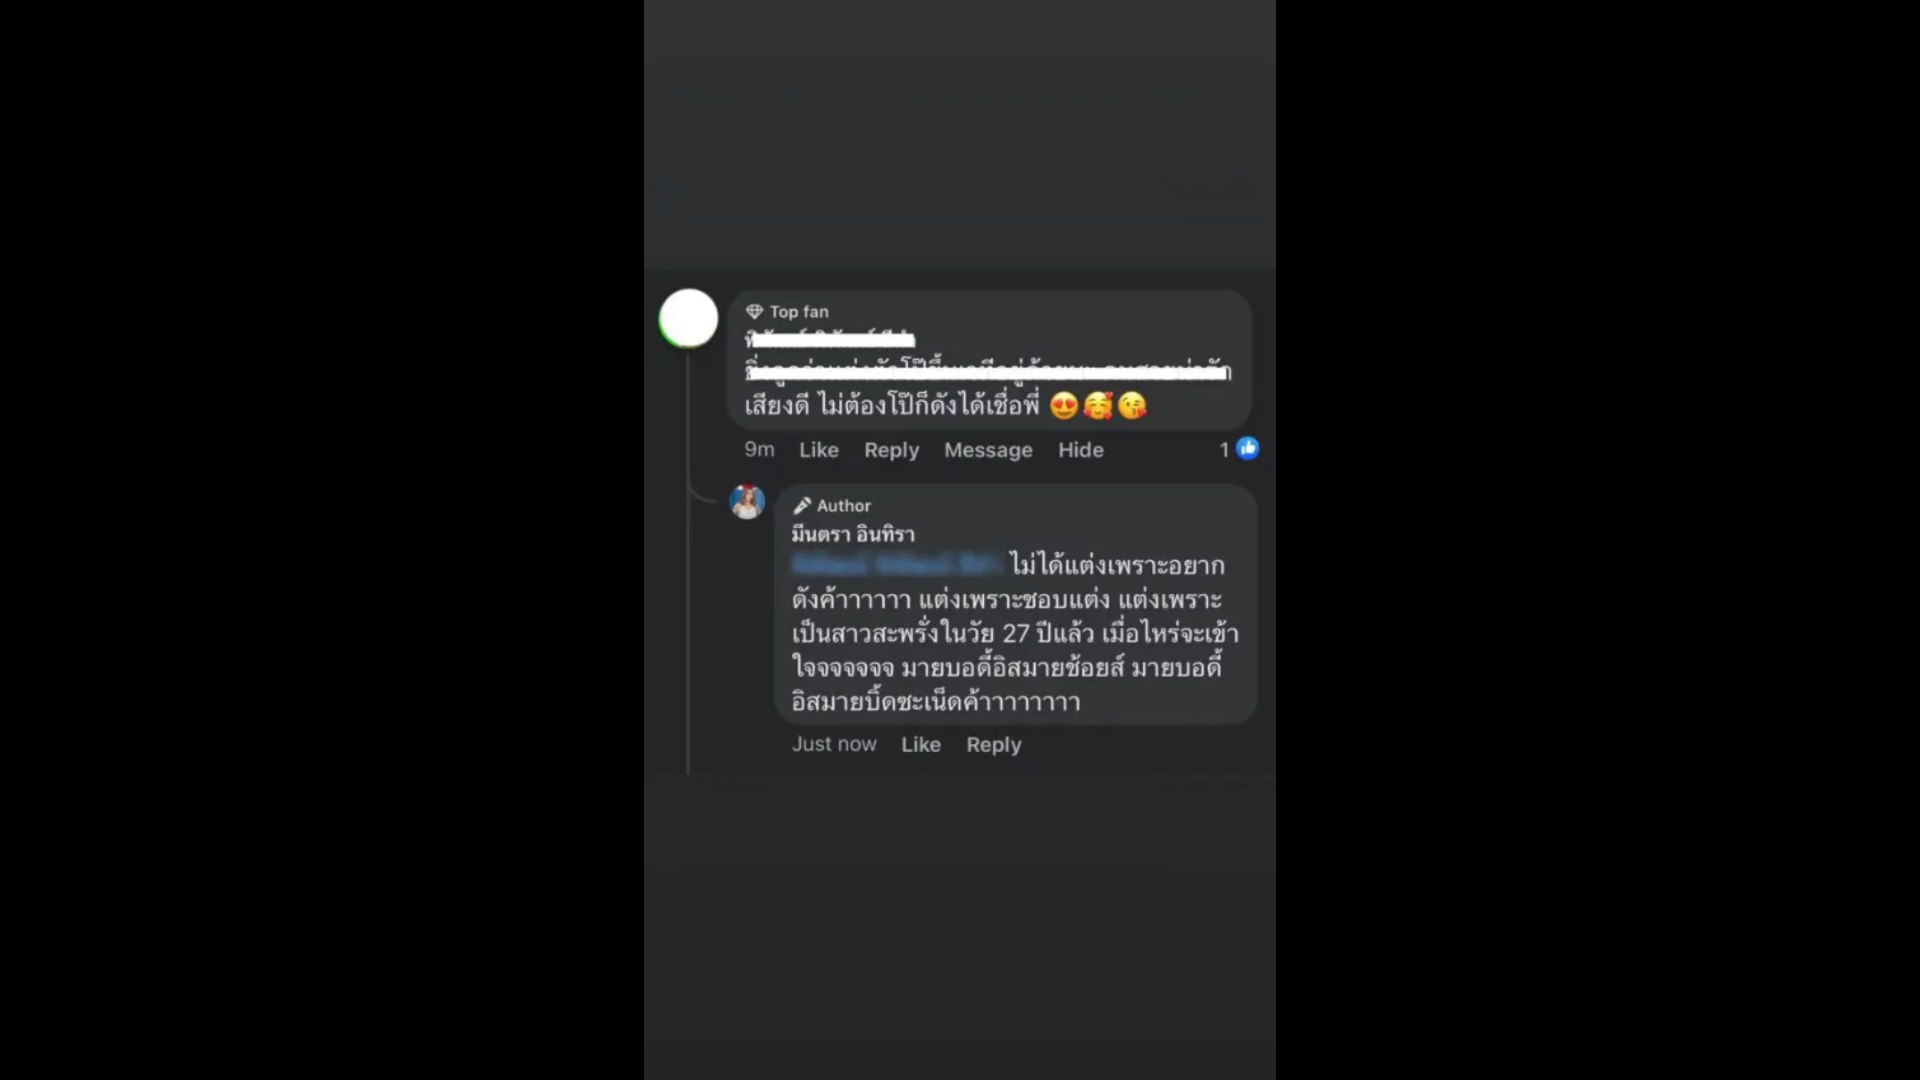 Top fan
เสียงดี ไม่ต้องโป๊ก็ดังได้เชื่อพี่ 😍🥰😘
9m Like Reply Message Hide 1
Author
มีนตรา อินทิรา
ไม่ได้แต่งเพราะอยาก
ดังค้าาาาาา แต่งเพราะชอบแต่ง แต่งเพราะ
เป็นสาวสะพรั่งในวัย 27 ปีแล้ว เมื่อไหร่จะเข้า
ใจจจจจจจ มายบอดี้อิสมายช้อยส์ มายบอดี้
อิสมายบิ้ดซะเน็ดค้าาาาาาาา
Just now Like Reply